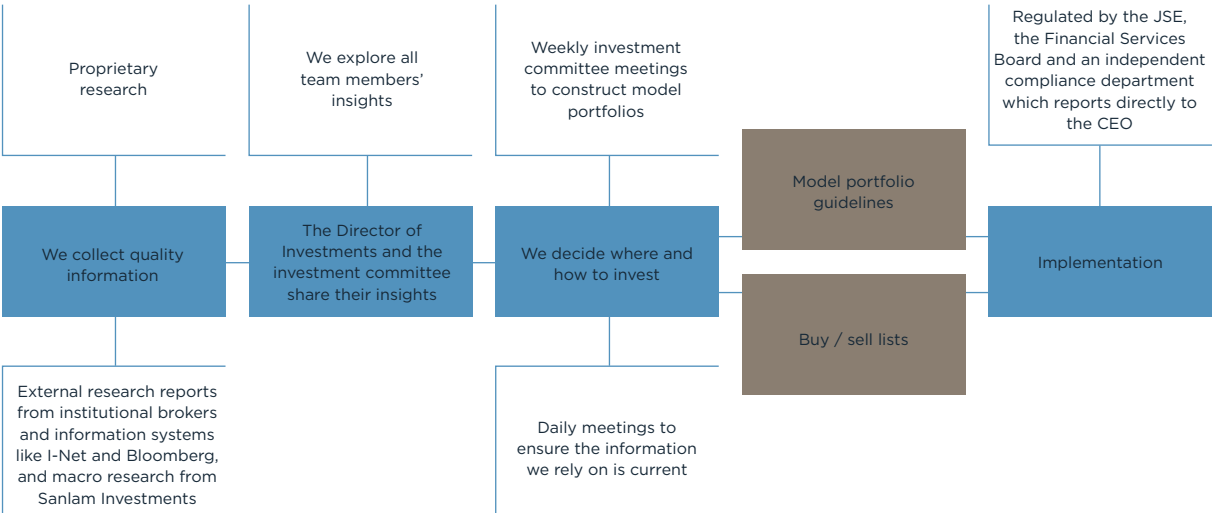 Proprietary
research
We explore all
team members’
insights
Weekly investment
committee meetings
to construct model
portfolios
Regulated by the JSE,
the Financial Services
Board and an independent
compliance department
which reports directly to
the CEO
We collect quality
information
The Director of
Investments and the
investment committee
share their insights
We decide where and
how to invest
Model portfolio
guidelines
Buy / sell lists
Implementation
External research reports
from institutional brokers
and information systems
like I-Net and Bloomberg,
and macro research from
Sanlam Investments
Daily meetings to
ensure the information
we rely on is current